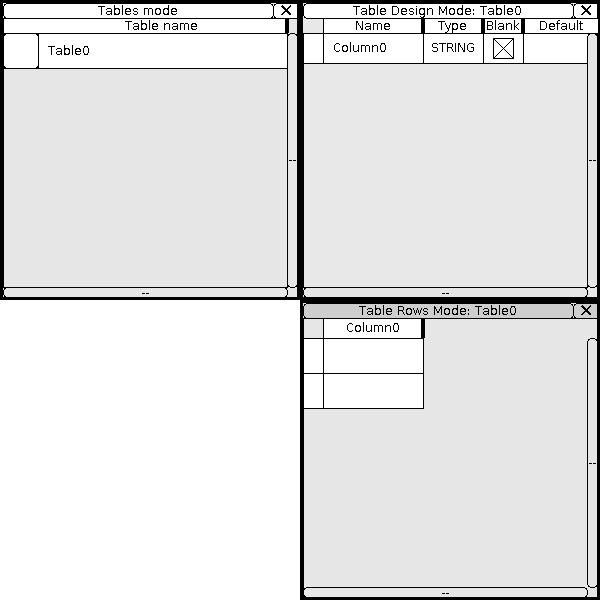 Tables mode
Table name
Table0
--
--
Table Design Mode: Table0
Name Type Blank Default
Column0 STRING
--
--
Table Rows Mode: Table0
Column0
--
--